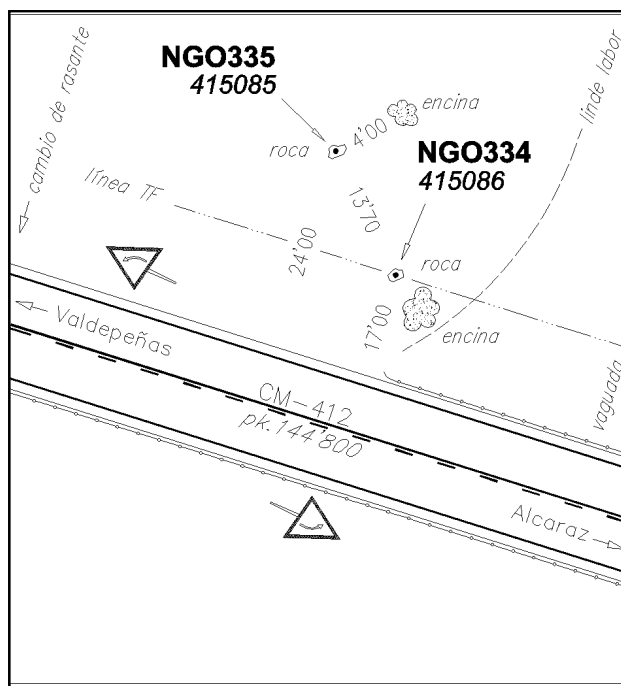 NGO335
415085
encina
cambio de rasante
linde labor
roca
4'00
NGO334
415086
línea TF
13'70
24'00
roca
17'00
encina
Valdepeñas
vaguada
CM-412
pk.144'800
Alcaraz